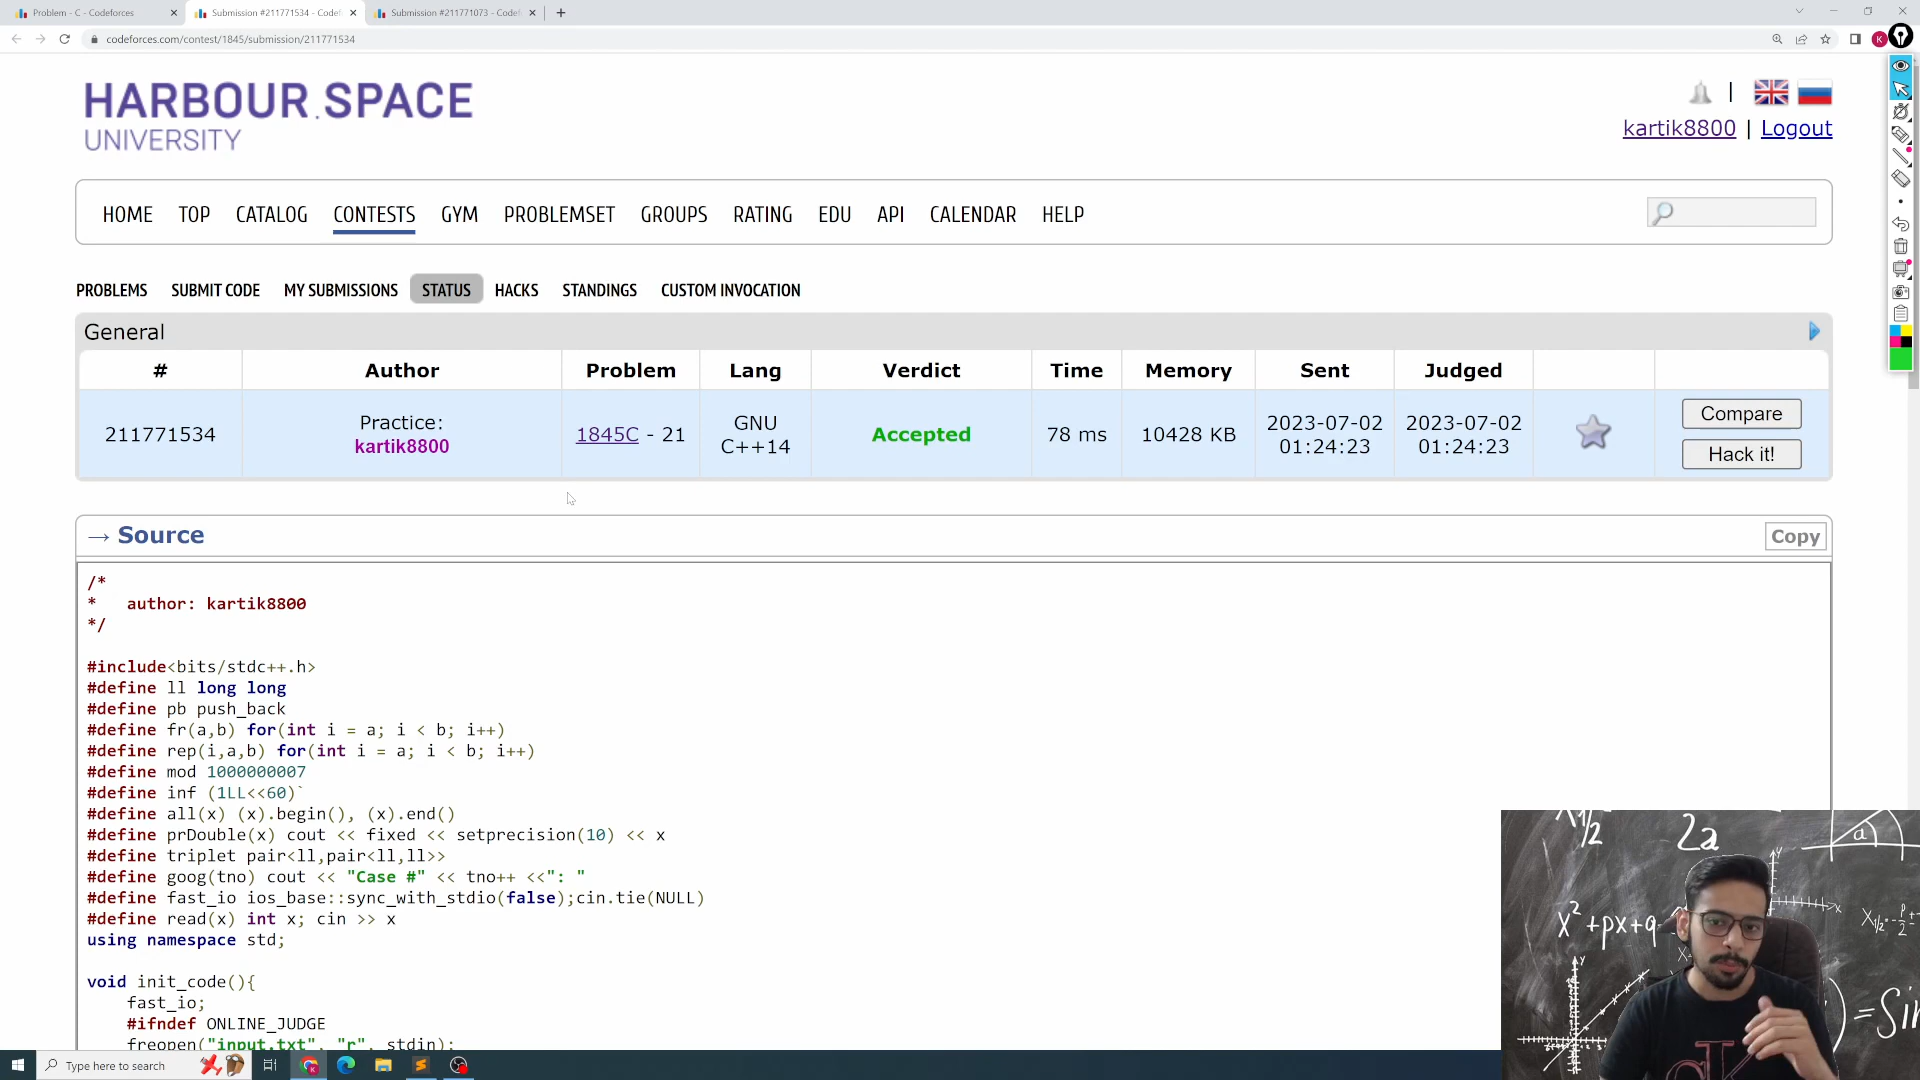 Problem - C - Codeforces
Submission #211771534 - Codef
Submission #211771073 - Codef
codeforces.com/contest/1845/submission/211771534
K
HARBOUR.SPACE
UNIVERSITY
|
kartik8800 | Logout
HOME TOP CATALOG CONTESTS GYM PROBLEMSET GROUPS RATING EDU API CALENDAR HELP
PROBLEMS SUBMIT CODE MY SUBMISSIONS STATUS HACKS STANDINGS CUSTOM INVOCATION
General
# Author Problem Lang Verdict Time Memory Sent Judged
211771534 Practice: kartik8800 1845C - 21 GNU C++14 Accepted 78 ms 10428 KB 2023-07-02 01:24:23 2023-07-02 01:24:23 Compare
Hack it!
→ Source
Copy
/*
* author: kartik8800
*/
#include<bits/stdc++.h>
#define ll long long
#define pb push_back
#define fr(a,b) for(int i = a; i < b; i++)
#define rep(i,a,b) for(int i = a; i < b; i++)
#define mod 1000000007
#define inf (1LL<<60)`
#define all(x) (x).begin(), (x).end()
#define prDouble(x) cout << fixed << setprecision(10) << x
#define triplet pair<ll,pair<ll,ll>>
#define goog(tno) cout << "Case #" << tno++ <<": "
#define fast_io ios_base::sync_with_stdio(false);cin.tie(NULL)
#define read(x) int x; cin >> x
using namespace std;
void init_code(){
fast_io;
#ifndef ONLINE_JUDGE
freopen("input.txt", "r", stdin);
Type here to search
2a
a
x² +px+q